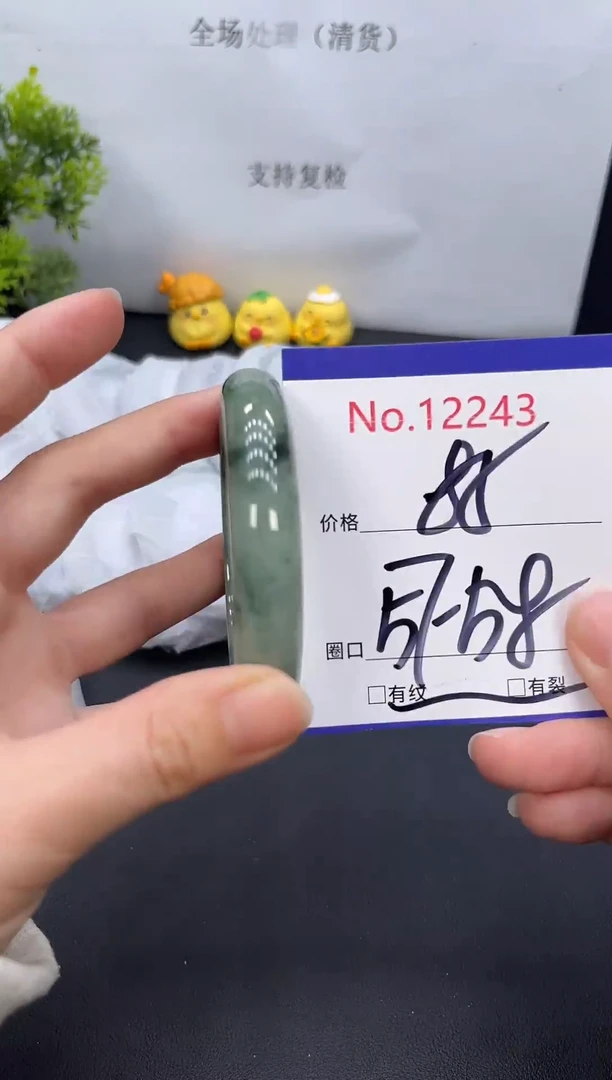 全场处理（清货）
支持复检
No.12243
价格 88
圈口 57-58
□有纹 □有裂